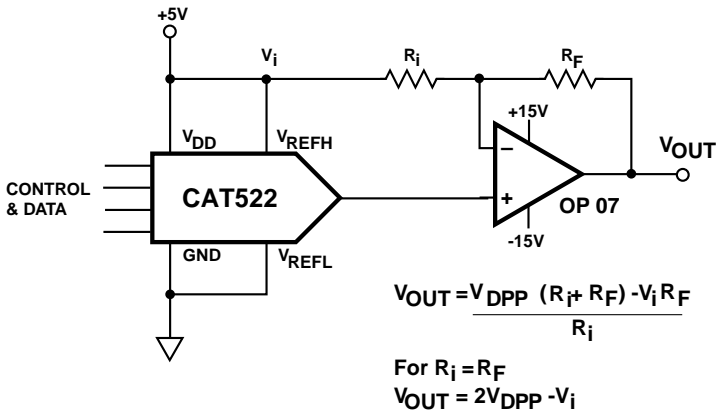 +5V
Vi
Ri
RF
+15V
VDD
VREFH
−
VOUT
CONTROL
& DATA
CAT522
+
OP 07
-15V
GND
VREFL
VOUT = VDPP (Ri+ RF) -Vi RF
Ri
For Ri = RF
VOUT = 2VDPP -Vi